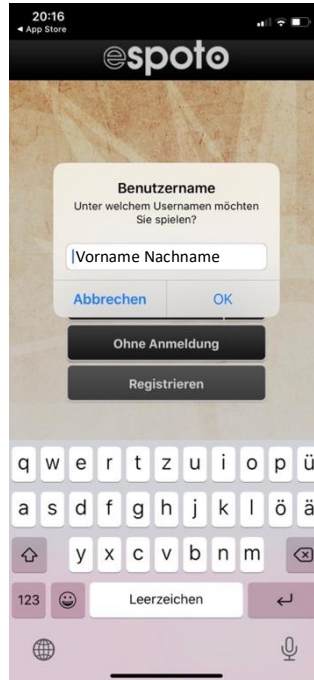 20:16
◄ App Store
espoto
Benutzername
Unter welchem Usernamen möchten
Sie spielen?
Vorname Nachname
Abbrechen OK
Ohne Anmeldung
Registrieren
q w e r t z u i o p ü
a s d f g h j k l ö ä
y x c v b n m
123 Leerzeichen